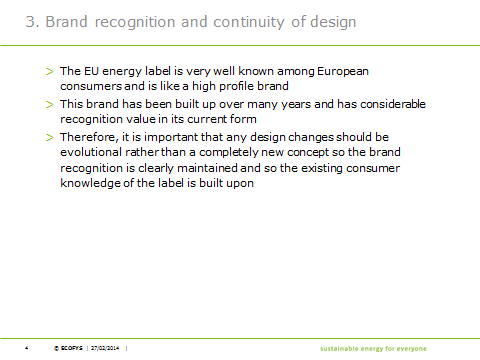 3. Brand recognition and continuity of design
> The EU energy label is very well known among European
consumers and is like a high profile brand
> This brand has been built up over many years and has considerable
recognition value in its current form
> Therefore, it is important that any design changes should be
evolutional rather than a completely new concept so the brand
recognition is clearly maintained and so the existing consumer
knowledge of the label is built upon
4 © ECOFYS | 27/02/2014 | sustainable energy for everyone